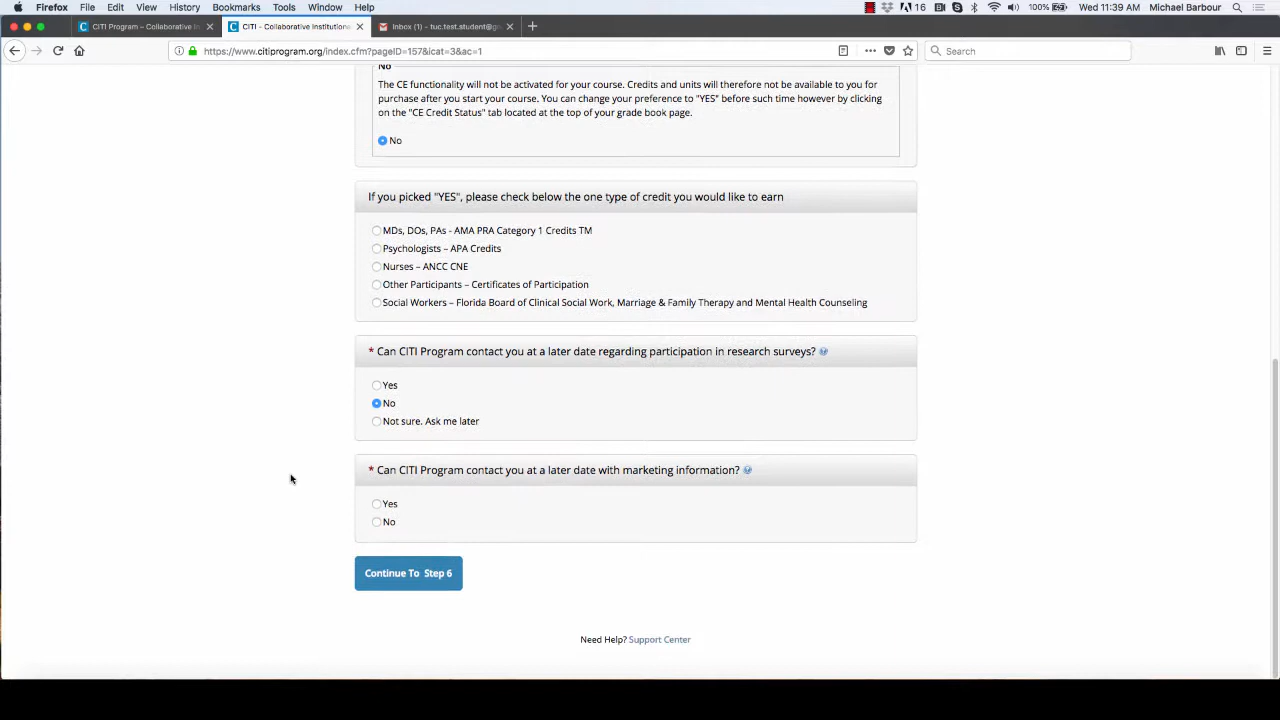 Firefox File Edit View History Bookmarks Tools Window Help 16 100% Wed 11:39 AM Michael Barbour
CITI Program – Collaborative In CITI - Collaborative Institutiona Inbox (1) – tuc.test.student@g
https://www.citiprogram.org/index.cfm?pageID=157&icat=3&ac=1 Search
No
The CE functionality will not be activated for your course. Credits and units will therefore not be available to you for
purchase after you start your course. You can change your preference to "YES" before such time however by clicking
on the "CE Credit Status" tab located at the top of your grade book page.
No
If you picked "YES", please check below the one type of credit you would like to earn
MDs, DOs, PAs - AMA PRA Category 1 Credits TM
Psychologists – APA Credits
Nurses – ANCC CNE
Other Participants – Certificates of Participation
Social Workers – Florida Board of Clinical Social Work, Marriage & Family Therapy and Mental Health Counseling
* Can CITI Program contact you at a later date regarding participation in research surveys?
Yes
No
Not sure. Ask me later
* Can CITI Program contact you at a later date with marketing information?
Yes
No
Continue To Step 6
Need Help? Support Center